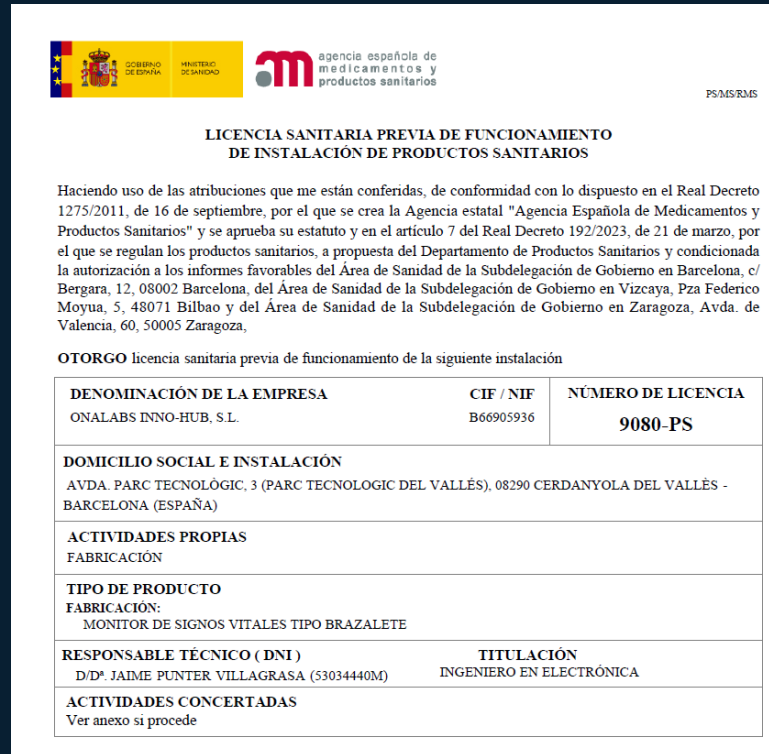 GOBIERNO
DE ESPAÑA
MINISTERIO
DE SANIDAD
agencia española de
medicamentos y
productos sanitarios
PS/MS/RMS
LICENCIA SANITARIA PREVIA DE FUNCIONAMIENTO
DE INSTALACIÓN DE PRODUCTOS SANITARIOS
Haciendo uso de las atribuciones que me están conferidas, de conformidad con lo dispuesto en el Real Decreto
1275/2011, de 16 de septiembre, por el que se crea la Agencia estatal "Agencia Española de Medicamentos y
Productos Sanitarios" y se aprueba su estatuto y en el artículo 7 del Real Decreto 192/2023, de 21 de marzo, por
el que se regulan los productos sanitarios, a propuesta del Departamento de Productos Sanitarios y condicionada
la autorización a los informes favorables del Área de Sanidad de la Subdelegación de Gobierno en Barcelona, c/
Bergara, 12, 08002 Barcelona, del Área de Sanidad de la Subdelegación de Gobierno en Vizcaya, Pza Federico
Moyua, 5, 48071 Bilbao y del Área de Sanidad de la Subdelegación de Gobierno en Zaragoza, Avda. de
Valencia, 60, 50005 Zaragoza,
OTORGO licencia sanitaria previa de funcionamiento de la siguiente instalación
DENOMINACIÓN DE LA EMPRESA CIF / NIF NÚMERO DE LICENCIA
ONALABS INNO-HUB, S.L. B66905936 9080-PS
DOMICILIO SOCIAL E INSTALACIÓN
AVDA. PARC TECNOLÒGIC, 3 (PARC TECNOLOGIC DEL VALLÉS), 08290 CERDANYOLA DEL VALLÈS -
BARCELONA (ESPAÑA)
ACTIVIDADES PROPIAS
FABRICACIÓN
TIPO DE PRODUCTO
FABRICACIÓN:
MONITOR DE SIGNOS VITALES TIPO BRAZALETE
RESPONSABLE TÉCNICO ( DNI ) TITULACIÓN
D/Dª. JAIME PUNTER VILLAGRASA (53034440M) INGENIERO EN ELECTRÓNICA
ACTIVIDADES CONCERTADAS
Ver anexo si procede